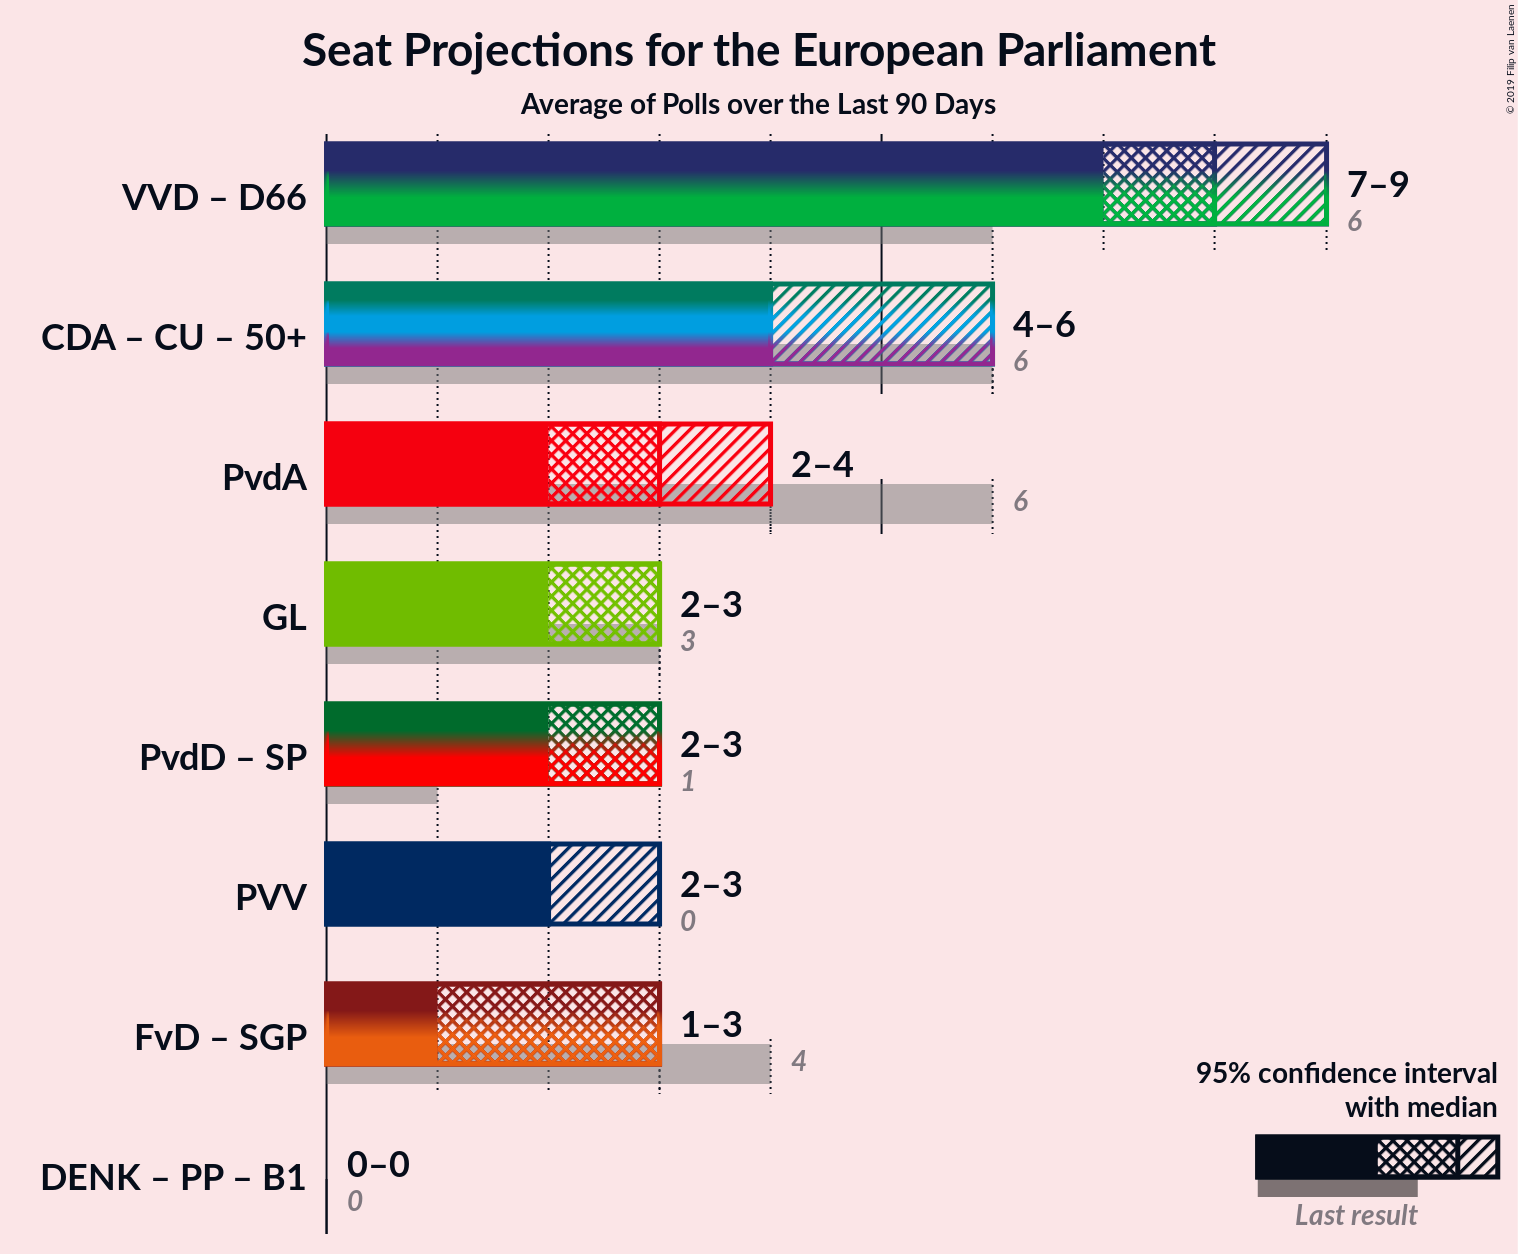 Seat Projections for the European Parliament
Average of Polls over the Last 90 Days
© 2019 Filip van Laenen
VVD – D66
7–9
6
CDA – CU – 50+
4–6
6
PvdA
2–4
6
GL
2–3
3
PvdD – SP
2–3
1
PVV
2–3
0
FvD – SGP
1–3
4
DENK – PP – B1
0–0
0
95% confidence interval
with median
Last result